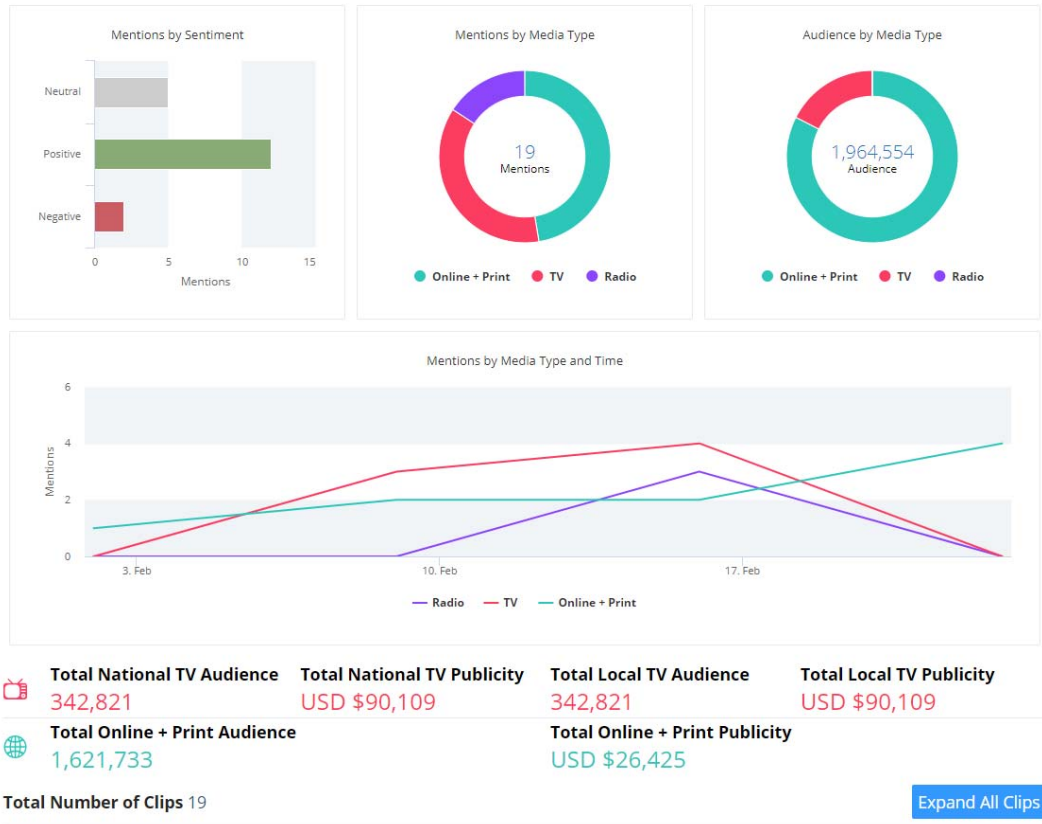 Mentions by Sentiment
Neutral
Positive
Negative
0 5 10 15
Mentions
Mentions by Media Type
19
Mentions
Online + Print TV Radio
Audience by Media Type
1,964,554
Audience
Online + Print TV Radio
Mentions by Media Type and Time
Mentions
6
4
2
0
3. Feb 10. Feb 17. Feb
Radio TV Online + Print
Total National TV Audience Total National TV Publicity Total Local TV Audience Total Local TV Publicity
342,821 USD $90,109 342,821 USD $90,109
Total Online + Print Audience Total Online + Print Publicity
1,621,733 USD $26,425
Total Number of Clips 19 Expand All Clips